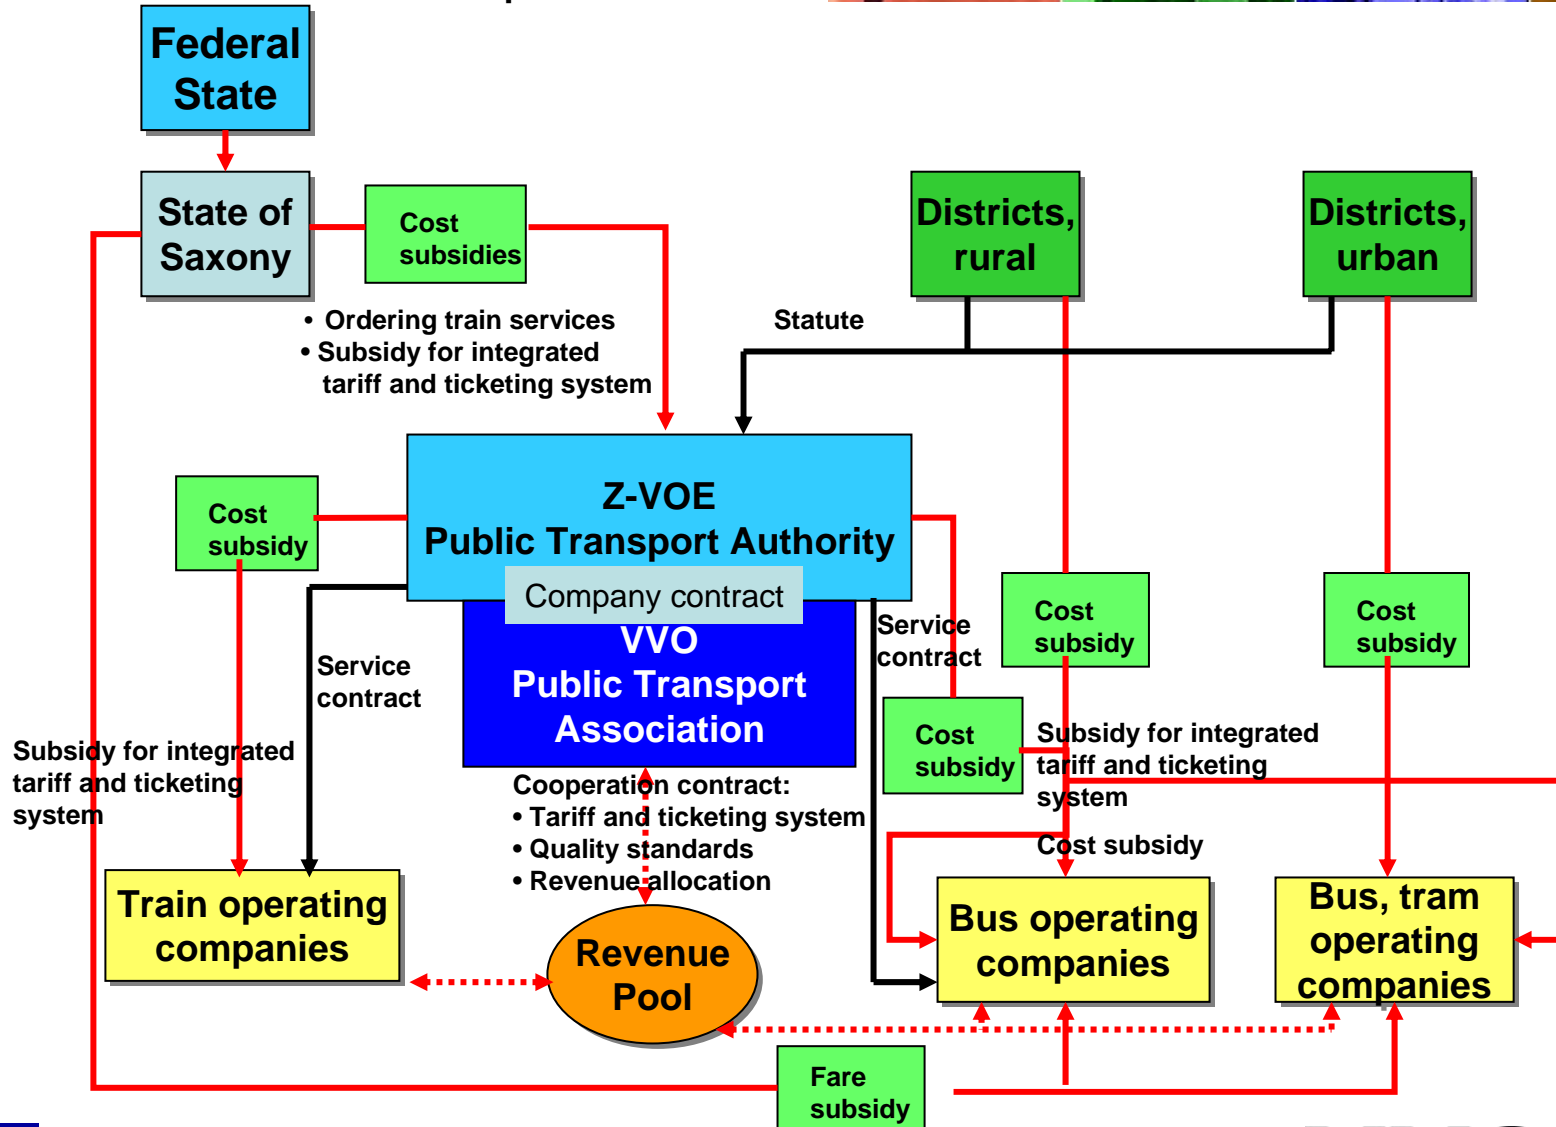 Federal
State
State of
Saxony
Cost
subsidies
Districts,
rural
Districts,
urban
• Ordering train services
• Subsidy for integrated
tariff and ticketing system
Statute
Z-VOE
Public Transport Authority
Company contract
VVO
Public Transport
Association
Cost
subsidy
Service
contract
Service
contract
Cost
subsidy
Cost
subsidy
Cost
subsidy
Subsidy for integrated
tariff and ticketing
system
Subsidy for integrated
tariff and ticketing
system
Cost subsidy
Cooperation contract:
• Tariff and ticketing system
• Quality standards
• Revenue allocation
Train operating
companies
Revenue
Pool
Bus operating
companies
Bus, tram
operating
companies
Fare
subsidy